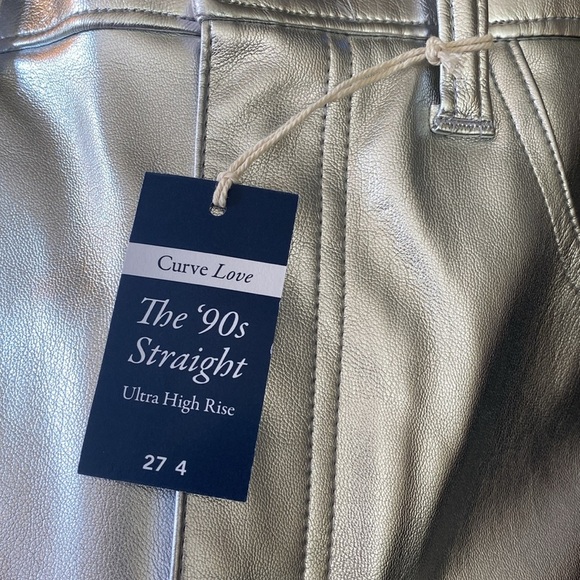 Curve Love
The ‘90s
Straight
Ultra High Rise
27 4